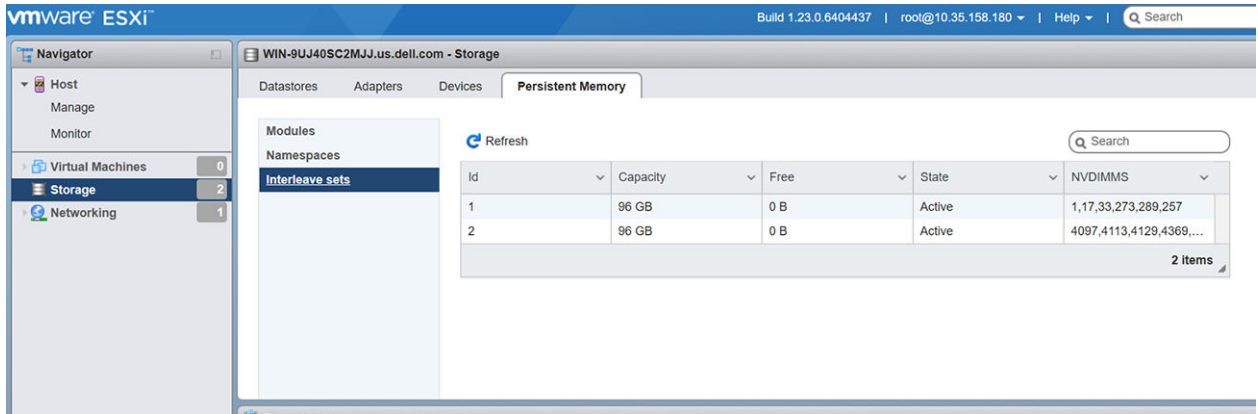 vmware ESXi™
Build 1.23.0.6404437 | root@10.35.158.180 | Help | Search
Navigator
WIN-9UJ40SC2MJJ.us.dell.com - Storage
Host
Manage
Monitor
Virtual Machines 0
Storage 2
Networking 1
Datastores Adapters Devices Persistent Memory
Modules
Namespaces
Interleave sets
Refresh
Search
Id Capacity Free State NVDIMMS
1 96 GB 0 B Active 1,17,33,273,289,257
2 96 GB 0 B Active 4097,4113,4129,4369,...
2 items